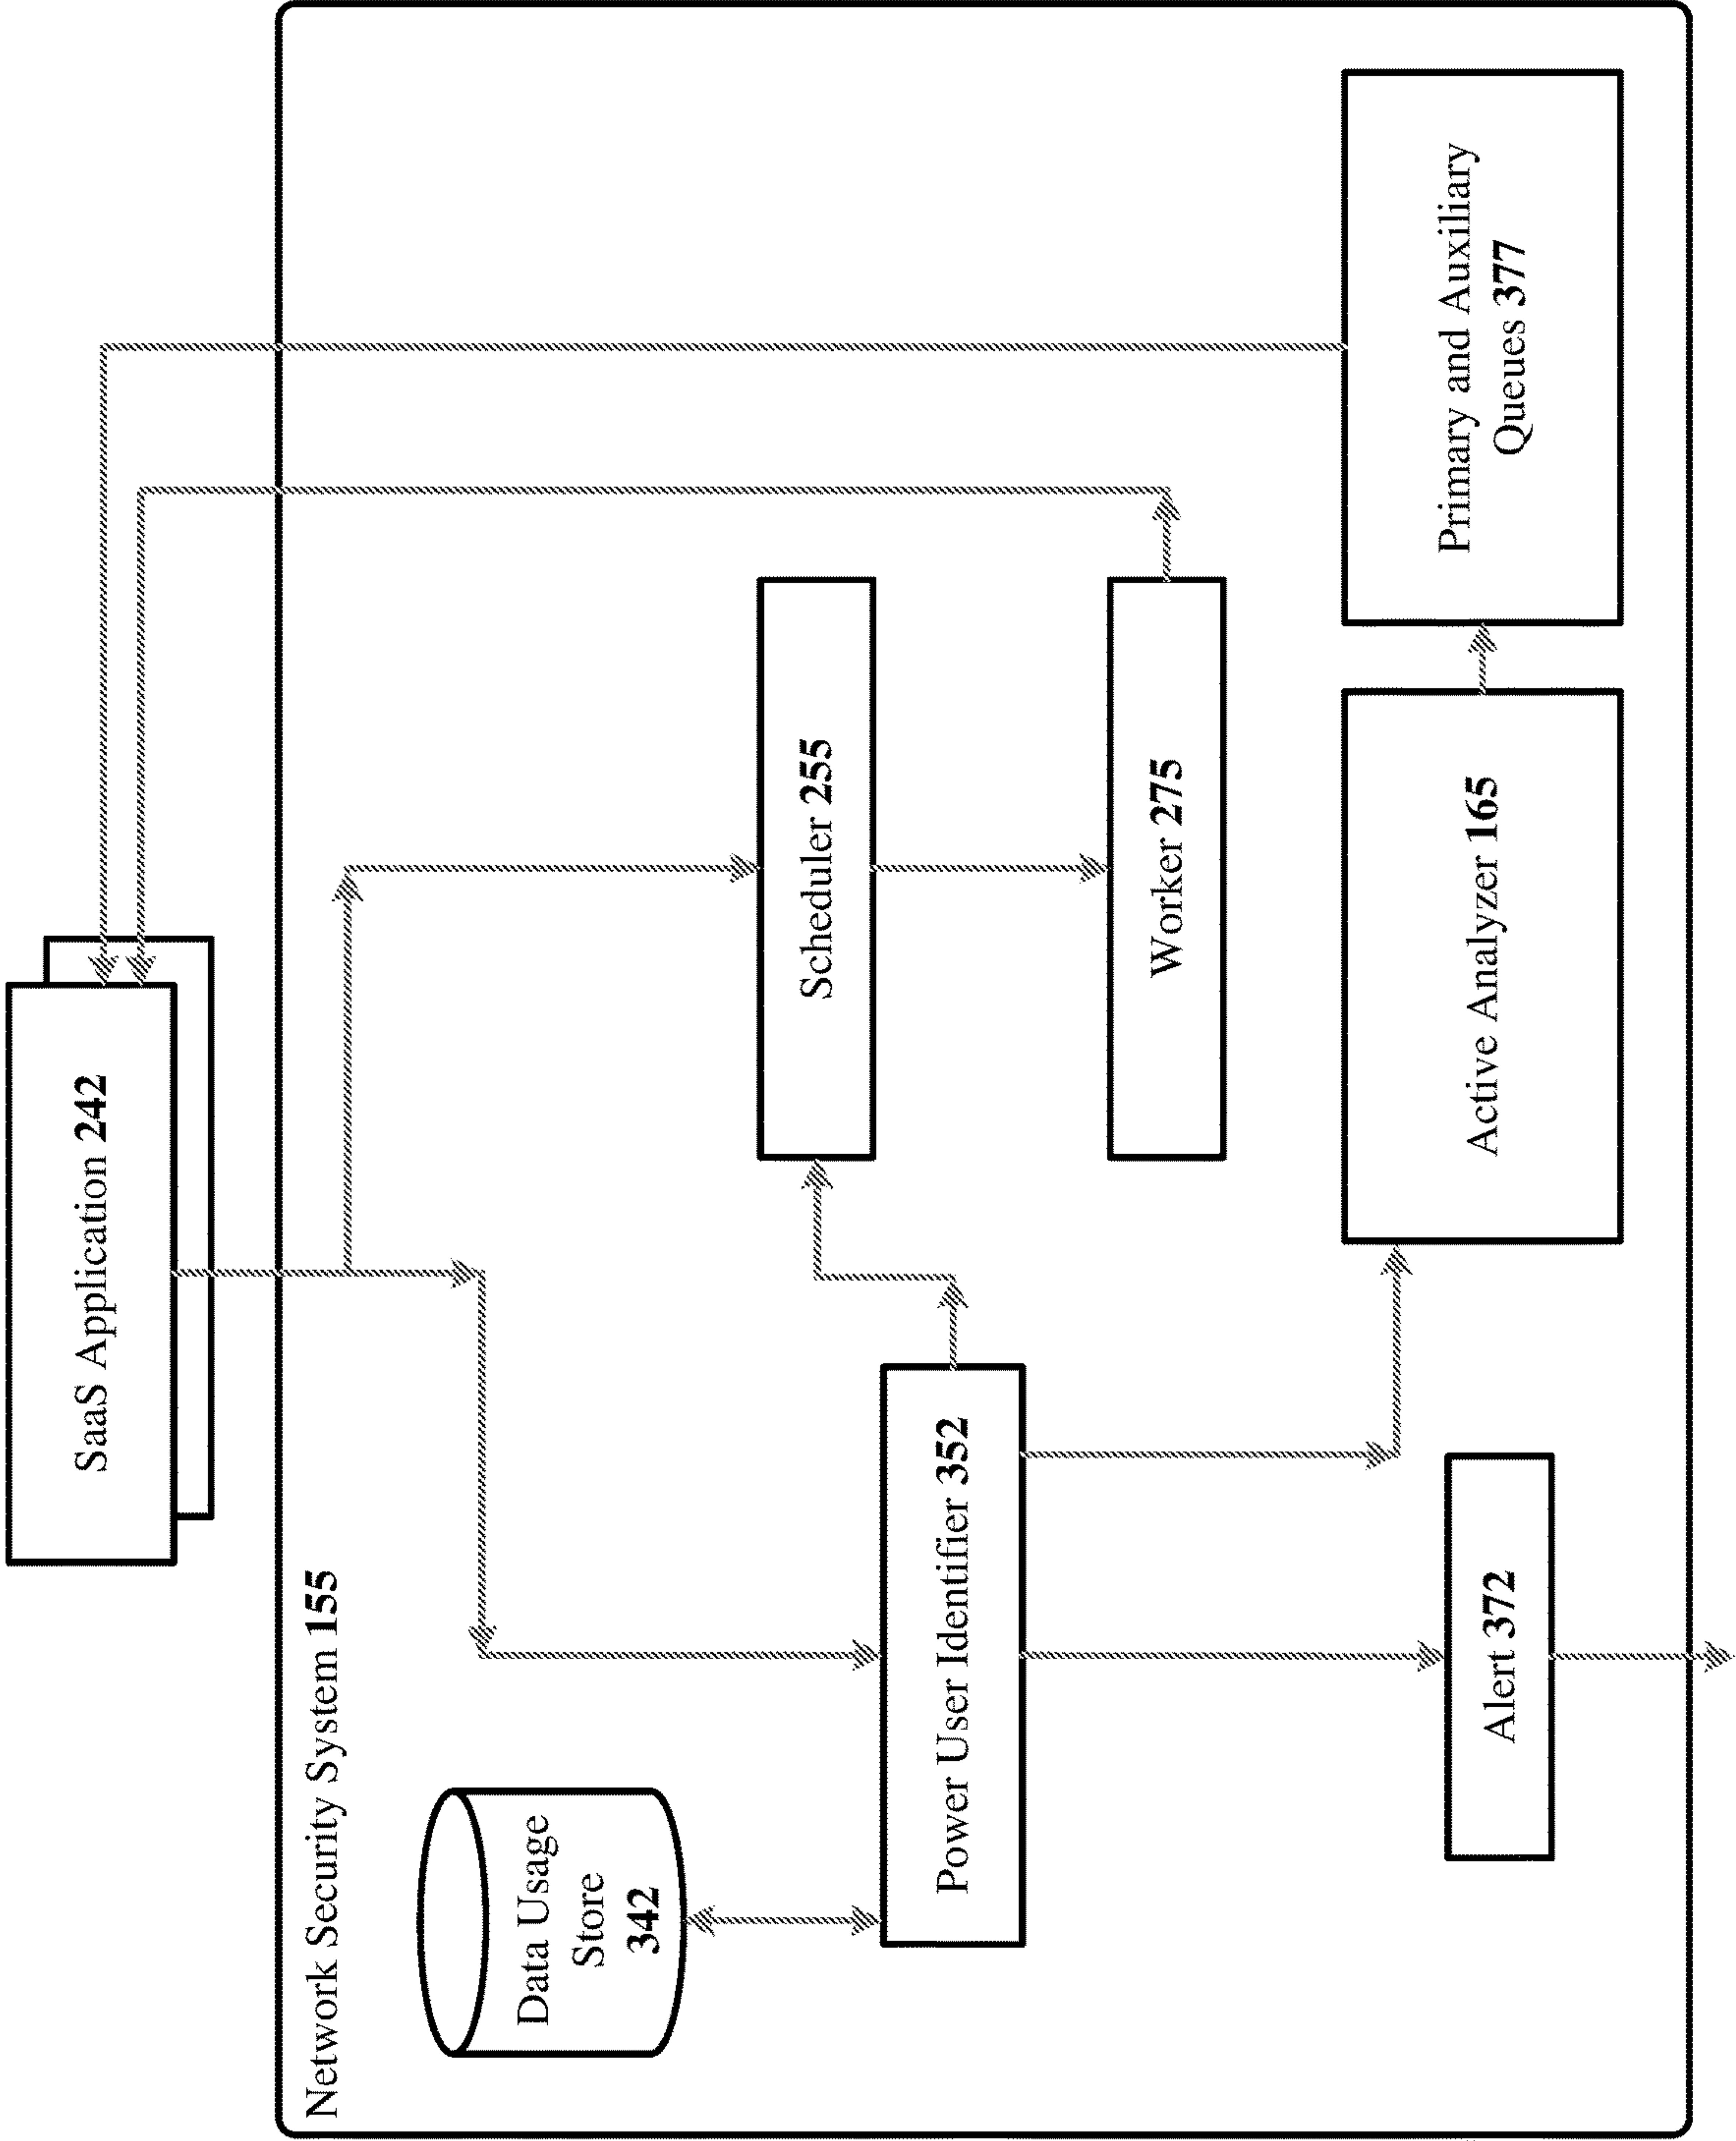 SaaS Application 242
Network Security System 155
Data Usage
Store
342
Scheduler 255
Power User Identifier 352
Worker 275
Alert 372
Active Analyzer 165
Primary and Auxiliary
Queues 377